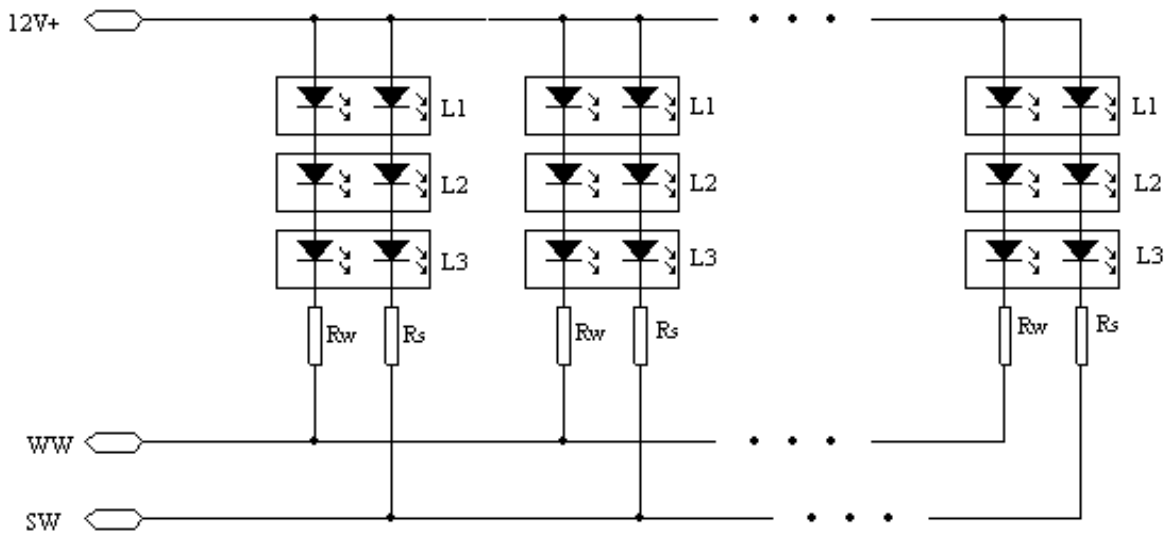 12V+
L1 L1 L1
L2 L2 L2
L3 L3 L3
Rw Rs Rw Rs Rw Rs
WW
SW